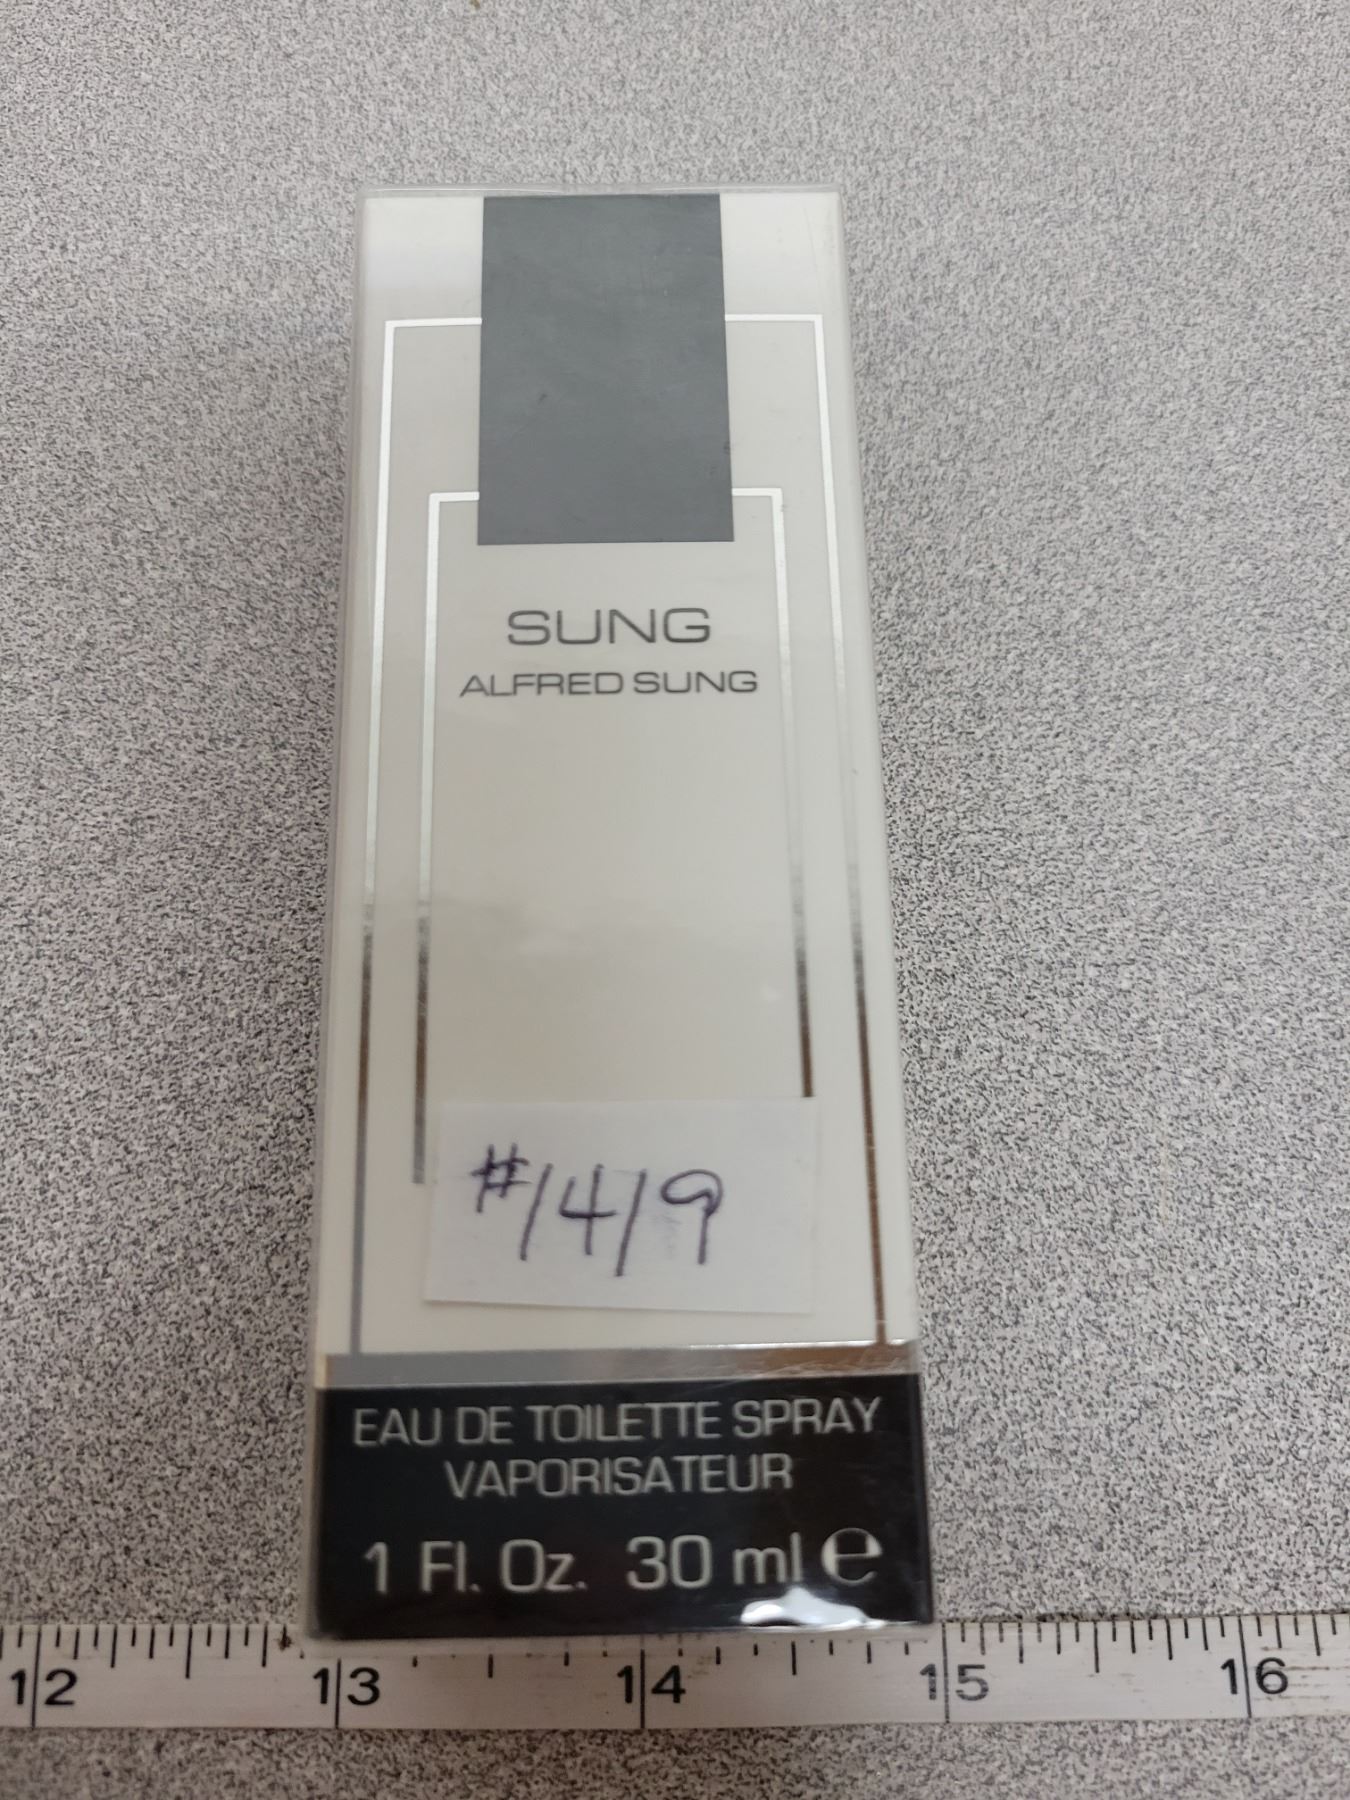 SUNG
ALFRED SUNG
#1419
EAU DE TOILETTE SPRAY
VAPORISATEUR
1 Fl. Oz. 30 ml ℮
12 13 14 15 16